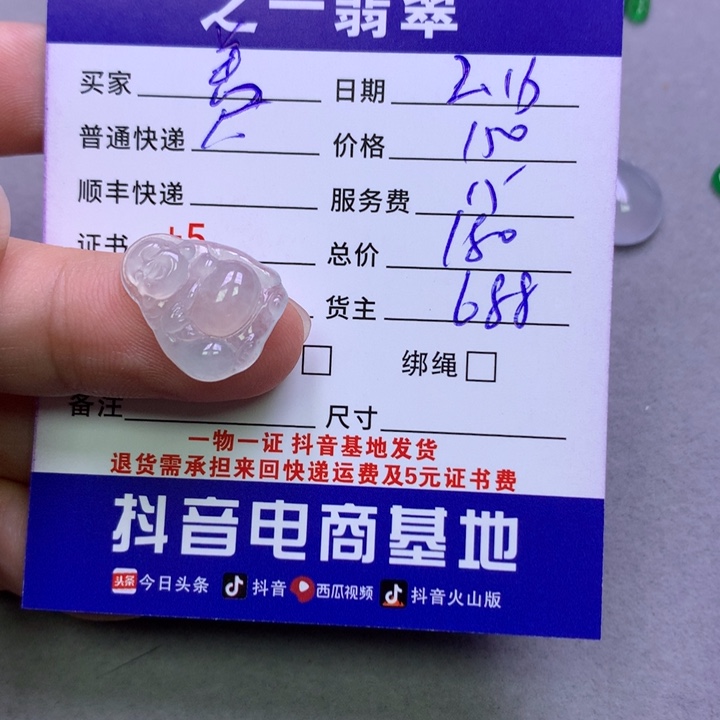 之一翡翠
买家 日期 2.16
普通快递 价格 150
顺丰快递 服务费 15
证书 +5 总价 180
货主 688
绑绳
备注 尺寸
一物一证 抖音基地发货
退货需承担来回快递运费及5元证书费
抖音电商基地
头条 今日头条 抖音 西瓜视频 抖音火山版